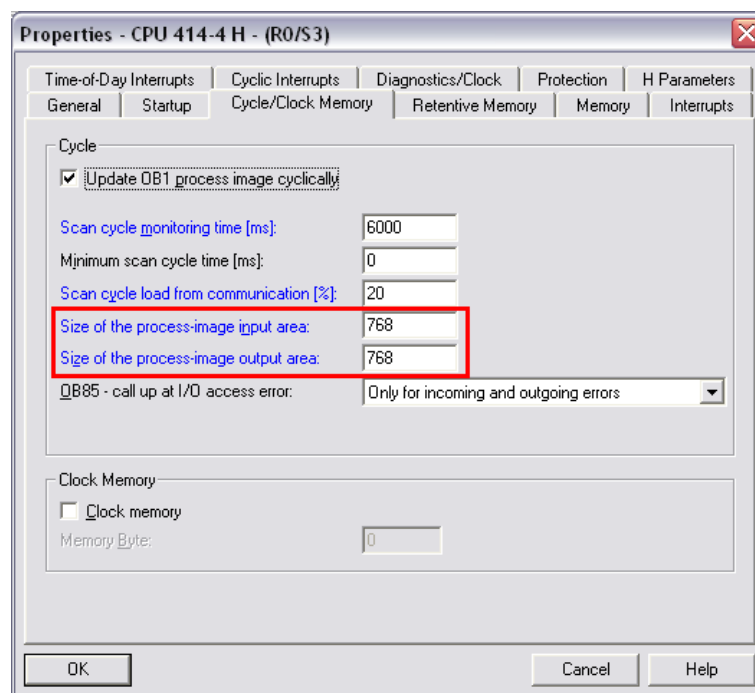 Properties - CPU 414-4 H - (R0/S3)
Time-of-Day Interrupts Cyclic Interrupts Diagnostics/Clock Protection H Parameters
General Startup Cycle/Clock Memory Retentive Memory Memory Interrupts
Cycle
Update OB1 process image cyclically
Scan cycle monitoring time [ms]: 6000
Minimum scan cycle time [ms]: 0
Scan cycle load from communication [%]: 20
Size of the process-image input area: 768
Size of the process-image output area: 768
OB85 - call up at I/O access error: Only for incoming and outgoing errors
Clock Memory
Clock memory
Memory Byte: 0
OK Cancel Help